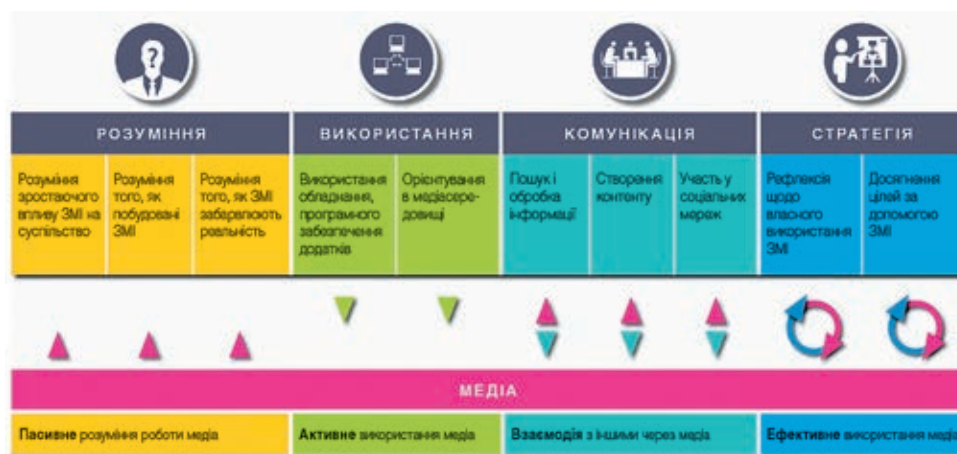 ?
РОЗУМІННЯ
ВИКОРИСТАННЯ
КОМУНІКАЦІЯ
СТРАТЕГІЯ
Розуміння
зростаючого
впливу ЗМІ на
суспільство
Розуміння
того, як
побудовані
ЗМІ
Розуміння
того, як ЗМІ
забарвлюють
реальність
Використання
обладнання,
програмного
забезпечення
додатків
Орієнтування
в медіасере-
довищі
Пошук і
обробка
інформації
Створення
контенту
Участь у
соціальних
мереж
Рефлексія
щодо
власного
використання
ЗМІ
Досягнення
цілей за
допомогою
ЗМІ
МЕДІА
Пасивне розуміння роботи медіа
Активне використання медіа
Взаємодія з іншими через медіа
Ефективне використання медіа